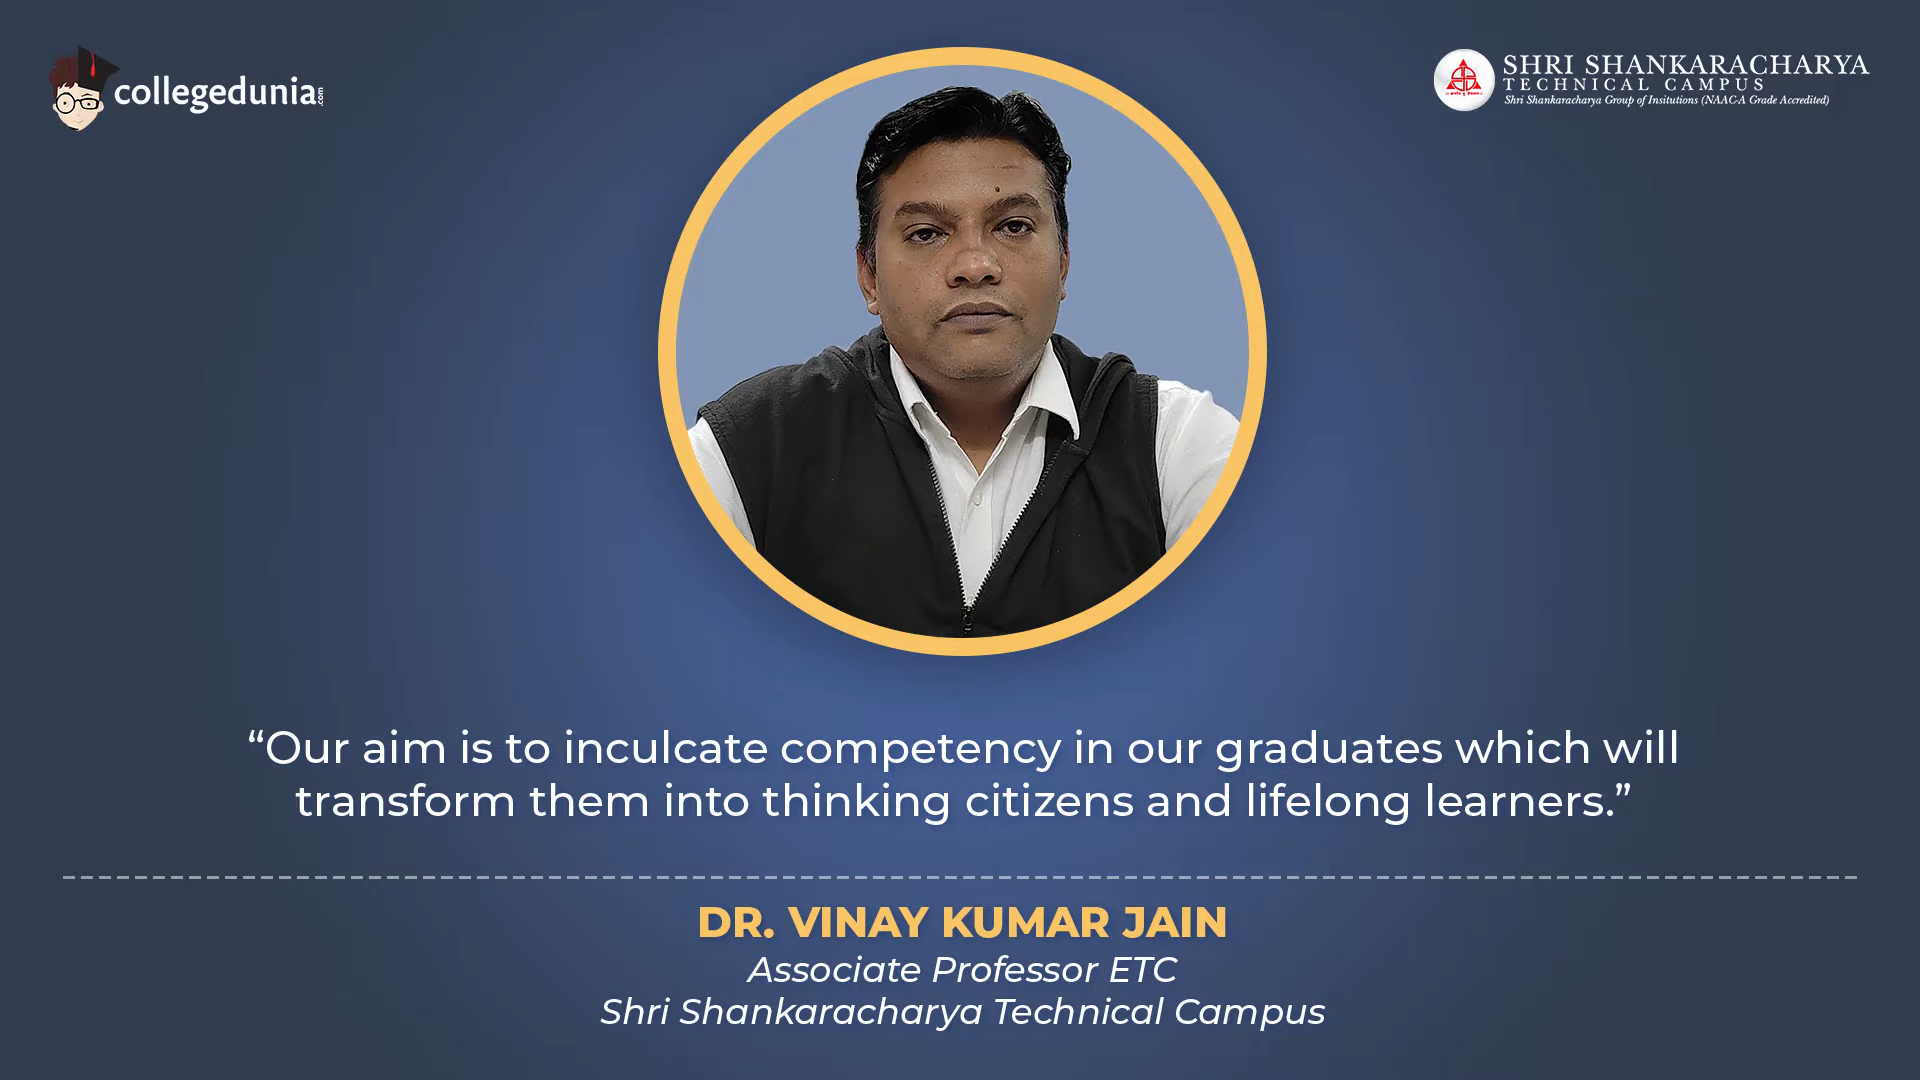 collegedunia.com
SHRI SHANKARACHARYA
TECHNICAL CAMPUS
Shri Shankaracharya Group of Insitutions (NAAC-A Grade Accredited)
“Our aim is to inculcate competency in our graduates which will
transform them into thinking citizens and lifelong learners.”
DR. VINAY KUMAR JAIN
Associate Professor ETC
Shri Shankaracharya Technical Campus